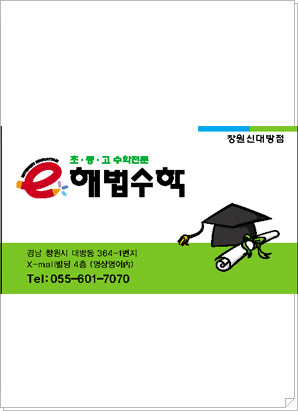 창원신대방점
초·중·고 수학전문
e해법수학
경남 창원시 대방동 364-1번지
X-mall빌딩 4층 (영상영어内)
Tel:055-601-7070